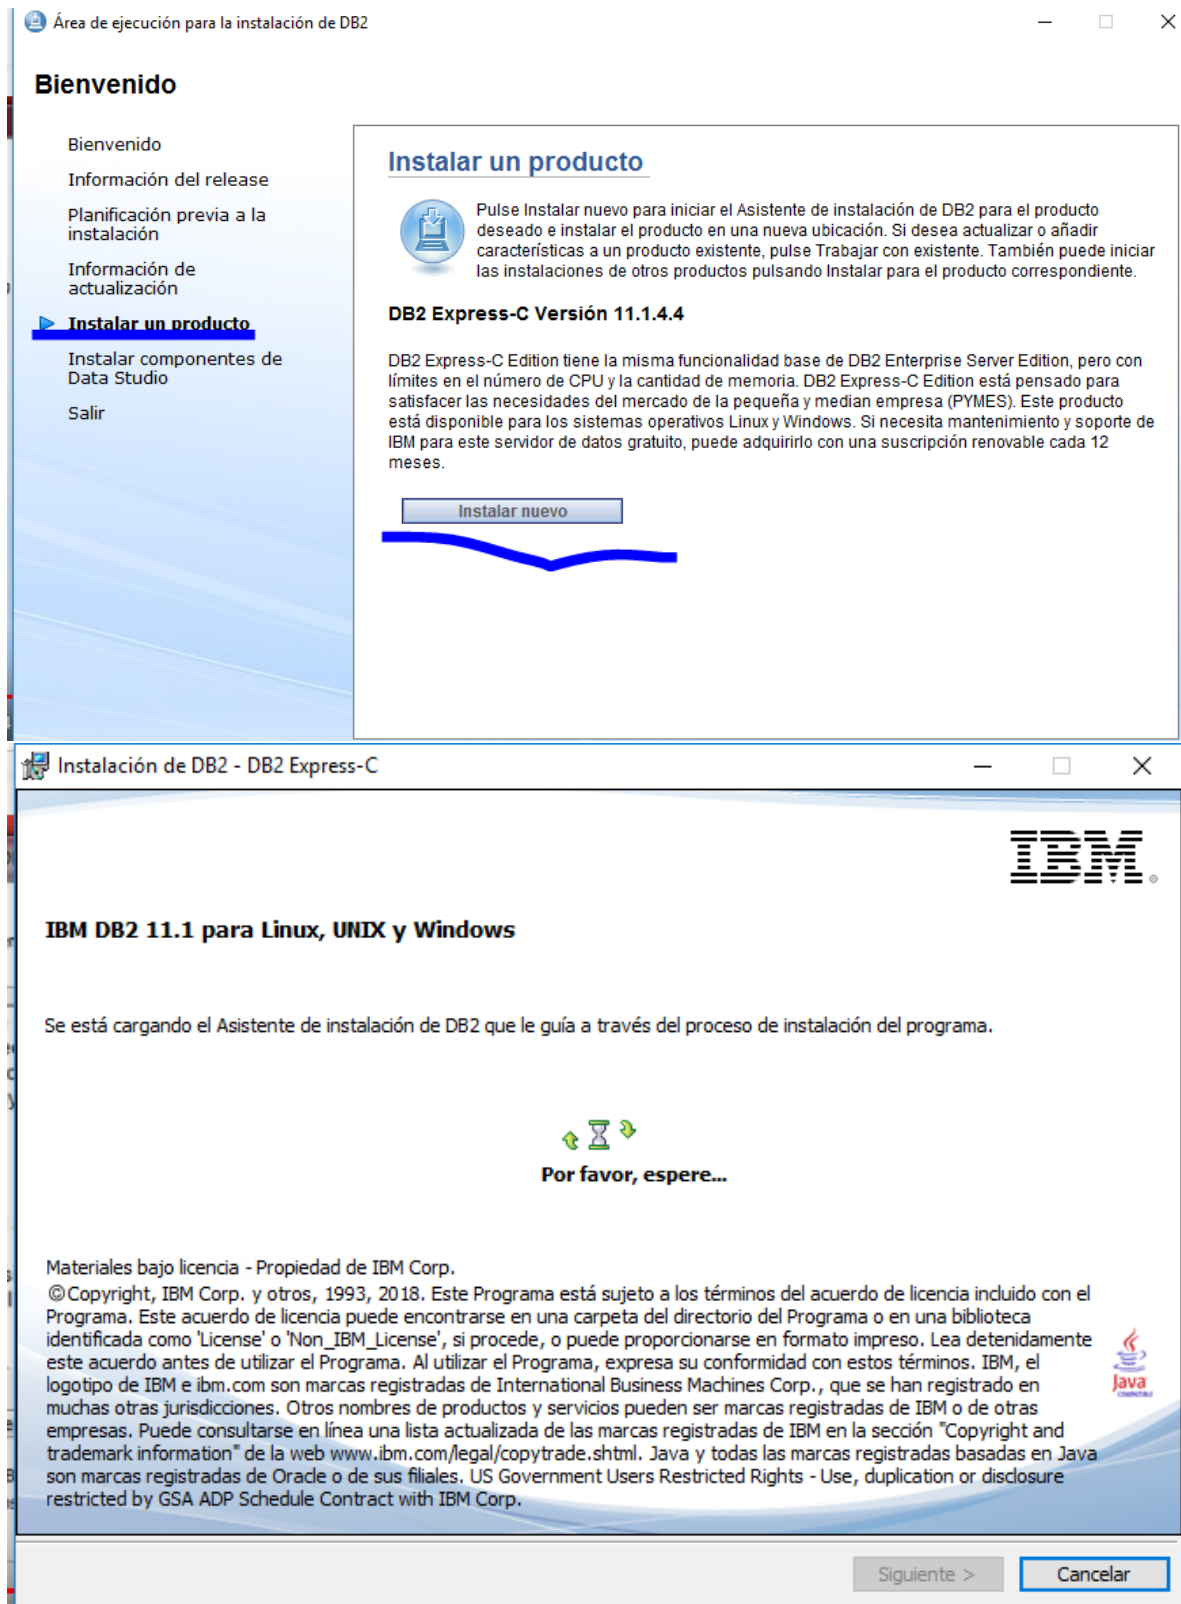 Área de ejecución para la instalación de DB2
Bienvenido
Bienvenido
Información del release
Planificación previa a la
instalación
Información de
actualización
Instalar un producto
Instalar componentes de
Data Studio
Salir
Instalar un producto
Pulse Instalar nuevo para iniciar el Asistente de instalación de DB2 para el producto
deseado e instalar el producto en una nueva ubicación. Si desea actualizar o añadir
características a un producto existente, pulse Trabajar con existente. También puede iniciar
las instalaciones de otros productos pulsando Instalar para el producto correspondiente.
DB2 Express-C Versión 11.1.4.4
DB2 Express-C Edition tiene la misma funcionalidad base de DB2 Enterprise Server Edition, pero con
límites en el número de CPU y la cantidad de memoria. DB2 Express-C Edition está pensado para
satisfacer las necesidades del mercado de la pequeña y median empresa (PYMES). Este producto
está disponible para los sistemas operativos Linux y Windows. Si necesita mantenimiento y soporte de
IBM para este servidor de datos gratuito, puede adquirirlo con una suscripción renovable cada 12
meses.
Instalar nuevo
Instalación de DB2 - DB2 Express-C
IBM
IBM DB2 11.1 para Linux, UNIX y Windows
Se está cargando el Asistente de instalación de DB2 que le guía a través del proceso de instalación del programa.
Por favor, espere...
Materiales bajo licencia - Propiedad de IBM Corp.
©Copyright, IBM Corp. y otros, 1993, 2018. Este Programa está sujeto a los términos del acuerdo de licencia incluido con el
Programa. Este acuerdo de licencia puede encontrarse en una carpeta del directorio del Programa o en una biblioteca
identificada como 'License' o 'Non_IBM_License', si procede, o puede proporcionarse en formato impreso. Lea detenidamente
este acuerdo antes de utilizar el Programa. Al utilizar el Programa, expresa su conformidad con estos términos. IBM, el
logotipo de IBM e ibm.com son marcas registradas de International Business Machines Corp., que se han registrado en
muchas otras jurisdicciones. Otros nombres de productos y servicios pueden ser marcas registradas de IBM o de otras
empresas. Puede consultarse en línea una lista actualizada de las marcas registradas de IBM en la sección "Copyright and
trademark information" de la web www.ibm.com/legal/copytrade.shtml. Java y todas las marcas registradas basadas en Java
son marcas registradas de Oracle o de sus filiales. US Government Users Restricted Rights - Use, duplication or disclosure
restricted by GSA ADP Schedule Contract with IBM Corp.
Java
COMPATIBLE
Siguiente >
Cancelar